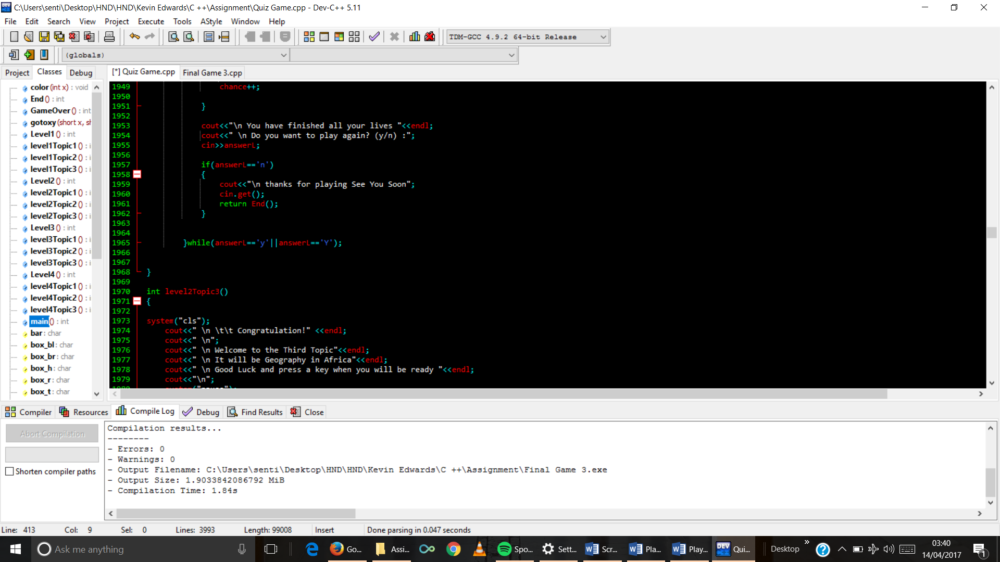 C:\Users\senti\Desktop\HND\HND\Kevin Edwards\C ++\Assignment\Quiz Game.cpp - Dev-C++ 5.11
File Edit Search View Project Execute Tools AStyle Window Help
TDM-GCC 4.9.2 64-bit Release
(globals)
Project Classes Debug
[*] Quiz Game.cpp Final Game 3.cpp
color (int x) : void
End () : int
GameOver () : int
gotoxy (short x, sh
Level1 () : int
level1Topic1 () : i
level1Topic2 () : i
level1Topic3 () : i
Level2 () : int
level2Topic1 () : i
level2Topic2 () : i
level2Topic3 () : i
Level3 () : int
level3Topic1 () : i
level3Topic2 () : i
level3Topic3 () : i
Level4 () : int
level4Topic1 () : i
level4Topic2 () : i
level4Topic3 () : i
main () : int
bar : char
box_bl : char
box_br : char
box_h : char
box_r : char
box_t : char
1949 chance++;
1950
1951 }
1952
1953 cout<<"\n You have finished all your lives "<<endl;
1954 cout<<" \n Do you want to play again? (y/n) :";
1955 cin>>answerL;
1956
1957 if(answerL=='n')
1958 {
1959 cout<<"\n thanks for playing See You Soon";
1960 cin.get();
1961 return End();
1962 }
1963
1964
1965 }while(answerL=='y'||answerL=='Y');
1966
1967
1968 }
1969
1970 int level2Topic3()
1971 {
1972
1973 system("cls");
1974 cout<<" \n \t\t Congratulation!" <<endl;
1975 cout<<" \n";
1976 cout<<" \n Welcome to the Third Topic"<<endl;
1977 cout<<" \n It will be Geography in Africa"<<endl;
1978 cout<<" \n Good Luck and press a key when you will be ready "<<endl;
1979 cout<<"\n";
1980 system("pause");
Compiler Resources Compile Log Debug Find Results Close
Abort Compilation
Shorten compiler paths
Compilation results...
--------
- Errors: 0
- Warnings: 0
- Output Filename: C:\Users\senti\Desktop\HND\HND\Kevin Edwards\C ++\Assignment\Final Game 3.exe
- Output Size: 1.9033842086792 MiB
- Compilation Time: 1.84s
Line: 413 Col: 9 Sel: 0 Lines: 3993 Length: 99008 Insert Done parsing in 0.047 seconds
Ask me anything
Go... Assi... Spo... Sett... Scr... Pla... Play... DEV Qui... Desktop
03:40
14/04/2017
1